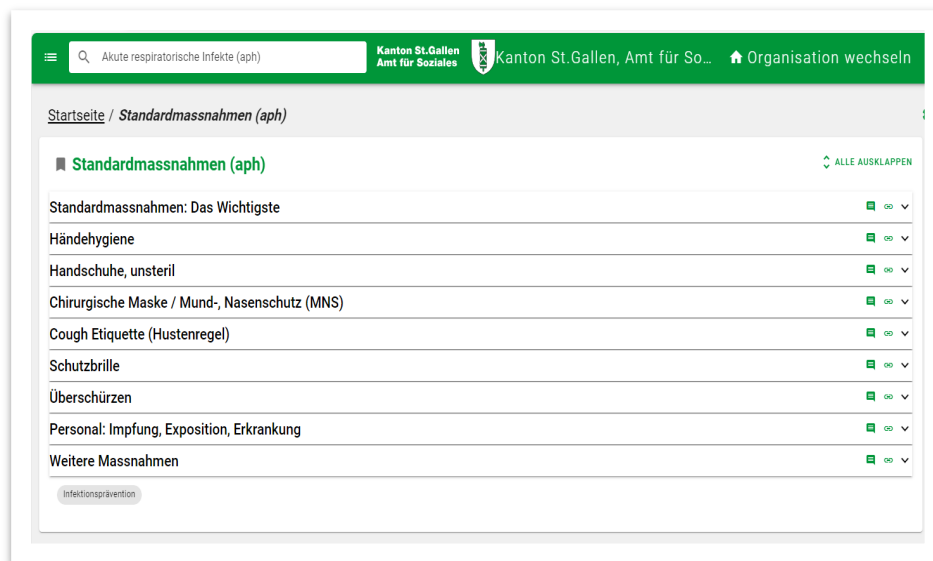 Akute respiratorische Infekte (aph)
Kanton St.Gallen
Amt für Soziales
Kanton St.Gallen, Amt für So...
Organisation wechseln
Startseite / Standardmassnahmen (aph)
Standardmassnahmen (aph)
ALLE AUSKLAPPEN
Standardmassnahmen: Das Wichtigste
Händehygiene
Handschuhe, unsteril
Chirurgische Maske / Mund-, Nasenschutz (MNS)
Cough Etiquette (Hustenregel)
Schutzbrille
Überschürzen
Personal: Impfung, Exposition, Erkrankung
Weitere Massnahmen
Infektionsprävention